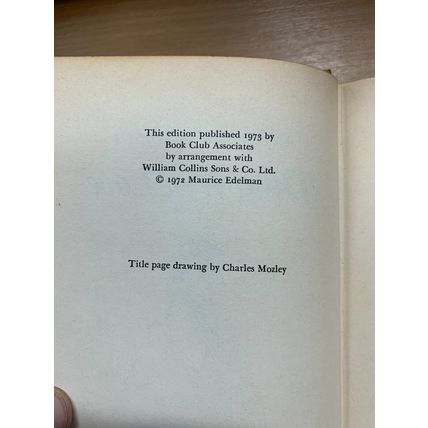 This edition published 1973 by
Book Club Associates
by arrangement with
William Collins Sons & Co. Ltd.
© 1972 Maurice Edelman
Title page drawing by Charles Mozley